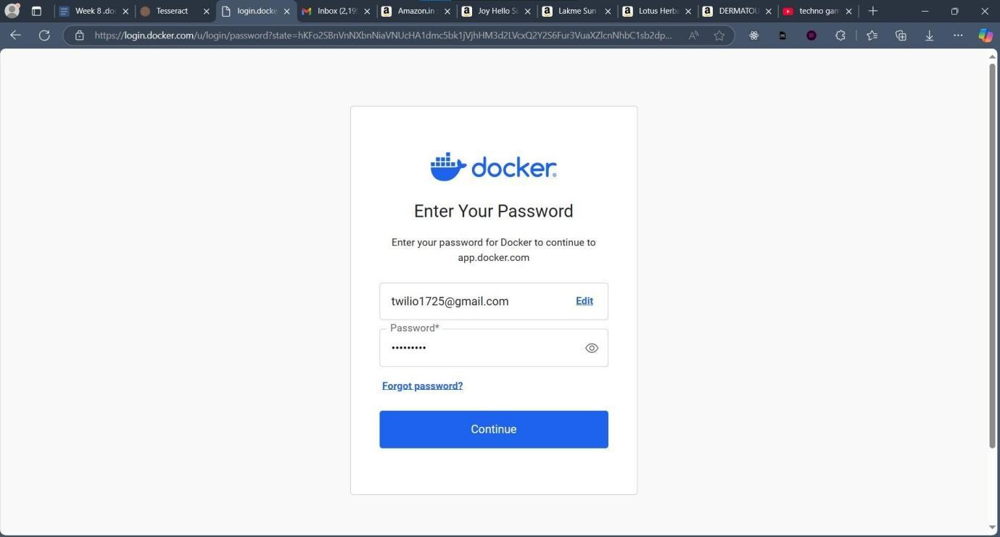 Week 8 .do
Tesseract
login.docke
Inbox (2,19
Amazon.in
Joy Hello S
Lakme Sun
Lotus Herb
DERMATOU
techno gam
https://login.docker.com/u/login/password?state=
docker
Enter Your Password
Enter your password for Docker to continue to
app.docker.com
twilio1725@gmail.com Edit
Password*
•••••••••
Forgot password?
Continue